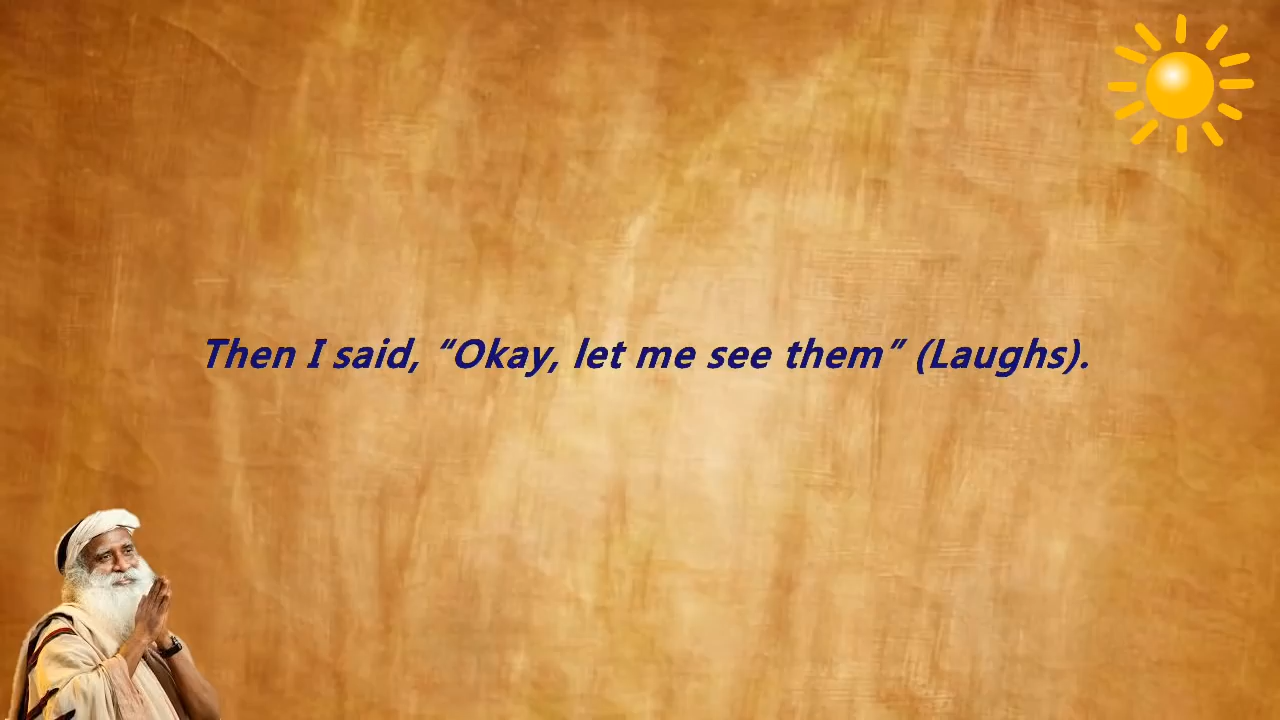 Then I said, “Okay, let me see them” (Laughs).